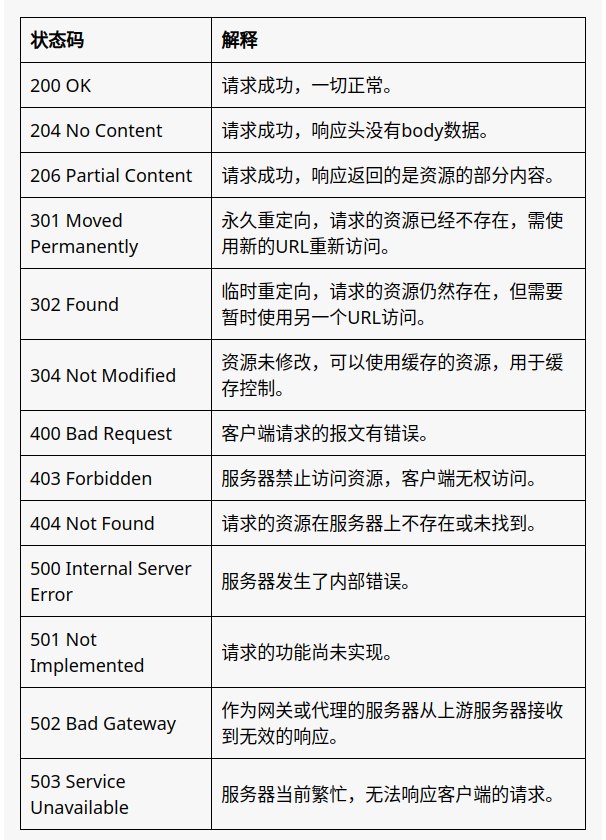 状态码 解释
200 OK 请求成功，一切正常。
204 No Content 请求成功，响应头没有body数据。
206 Partial Content 请求成功，响应返回的是资源的部分内容。
301 Moved
Permanently
永久重定向，请求的资源已经不存在，需使
用新的URL重新访问。
302 Found
临时重定向，请求的资源仍然存在，但需要
暂时使用另一个URL访问。
304 Not Modified
资源未修改，可以使用缓存的资源，用于缓
存控制。
400 Bad Request 客户端请求的报文有错误。
403 Forbidden 服务器禁止访问资源，客户端无权访问。
404 Not Found 请求的资源在服务器上不存在或未找到。
500 Internal Server
Error
服务器发生了内部错误。
501 Not
Implemented
请求的功能尚未实现。
502 Bad Gateway
作为网关或代理的服务器从上游服务器接收
到无效的响应。
503 Service
Unavailable
服务器当前繁忙，无法响应客户端的请求。